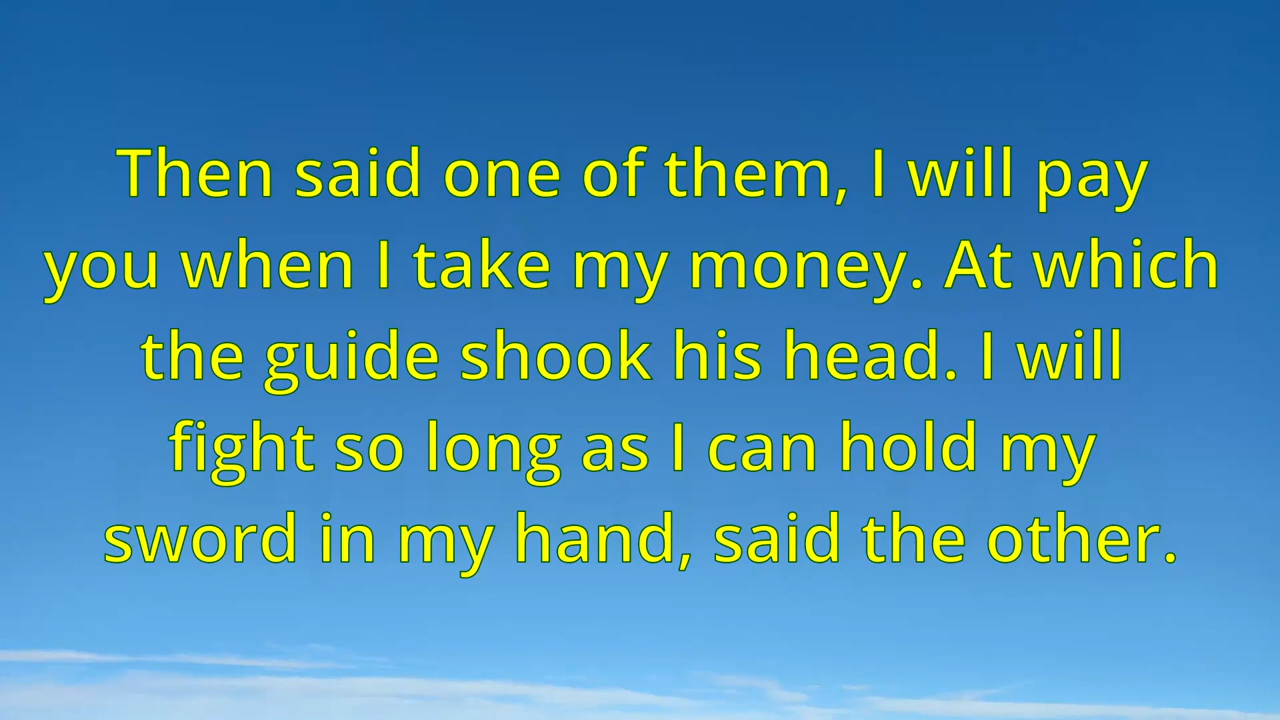 Then said one of them, I will pay
you when I take my money. At which
the guide shook his head. I will
fight so long as I can hold my
sword in my hand, said the other.